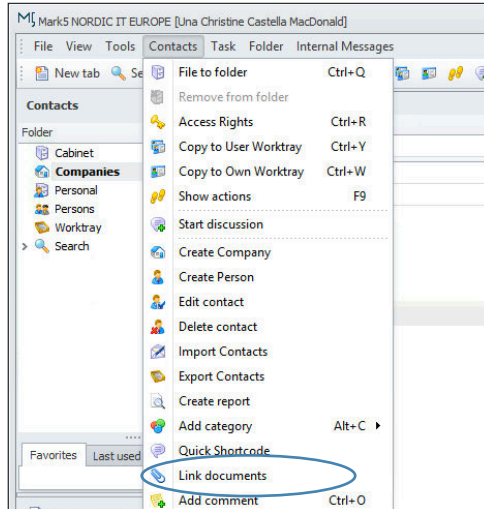 Mark5 NORDIC IT EUROPE [Una Christine Castella MacDonald]
File View Tools Contacts Task Folder Internal Messages
New tab Se
Contacts
Folder
Cabinet
Companies
Personal
Persons
Worktray
Search
Favorites Last used
File to folder Ctrl+Q
Remove from folder
Access Rights Ctrl+R
Copy to User Worktray Ctrl+Y
Copy to Own Worktray Ctrl+W
Show actions F9
Start discussion
Create Company
Create Person
Edit contact
Delete contact
Import Contacts
Export Contacts
Create report
Add category Alt+C
Quick Shortcode
Link documents
Add comment Ctrl+O